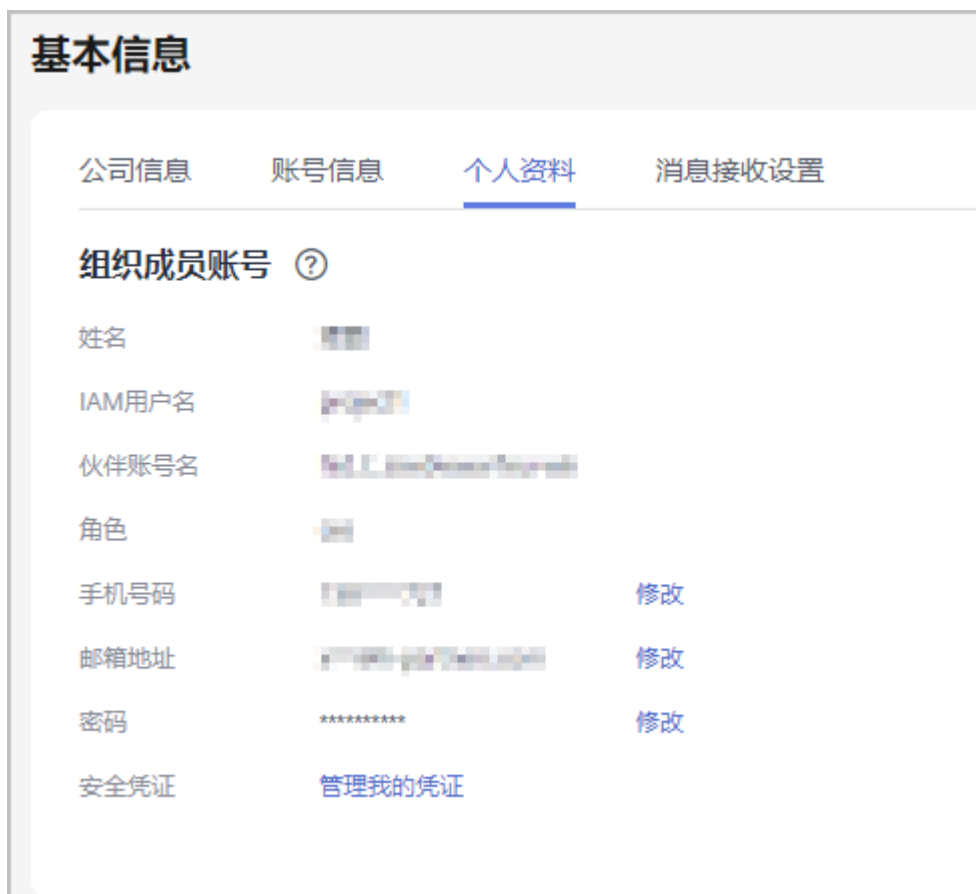 基本信息
公司信息 账号信息 个人资料 消息接收设置
组织成员账号 ?
姓名
IAM用户名
伙伴账号名
角色
手机号码 修改
邮箱地址 修改
密码 ********** 修改
安全凭证 管理我的凭证